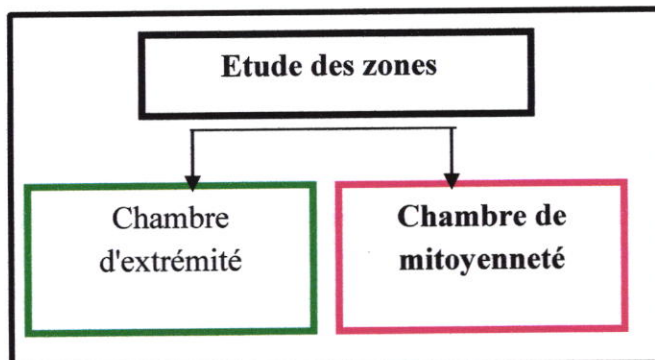 Etude des zones
Chambre
d'extrémité
Chambre de
mitoyenneté